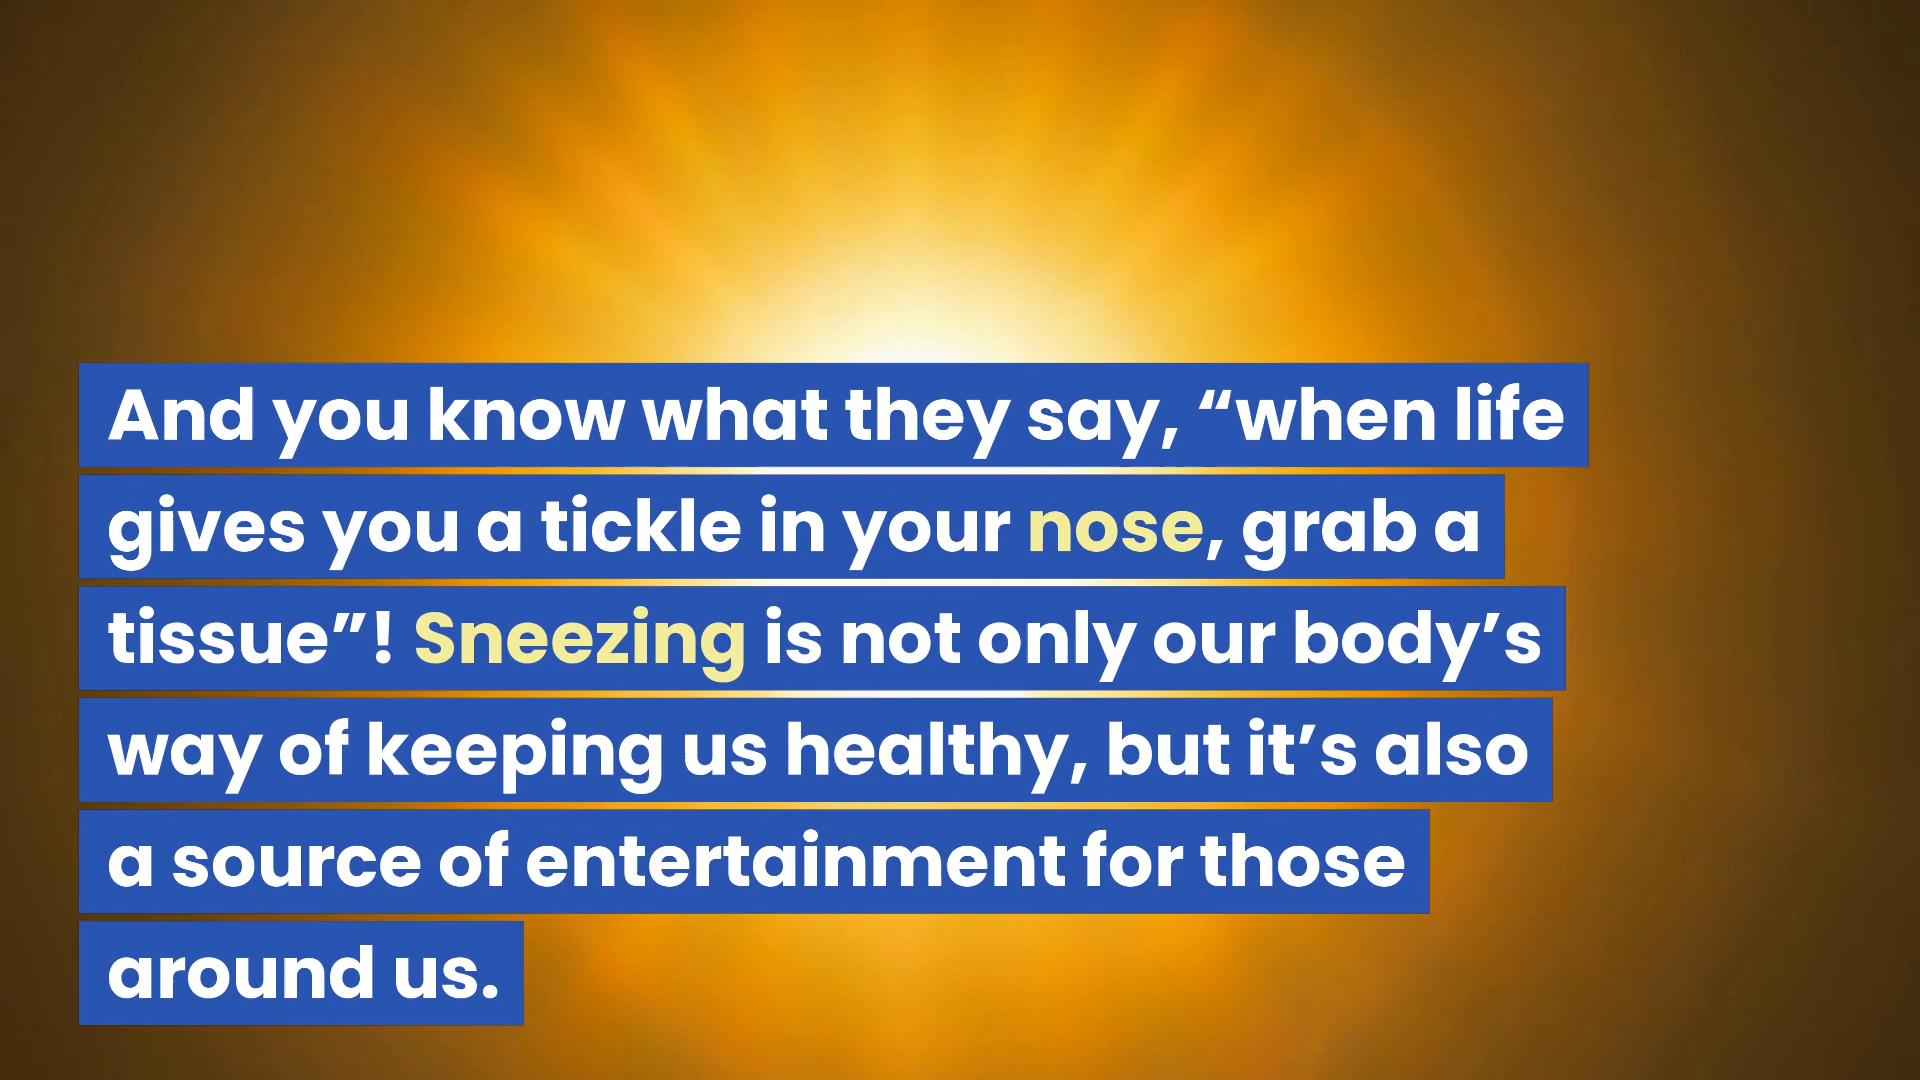 And you know what they say, “when life
gives you a tickle in your nose, grab a
tissue”! Sneezing is not only our body’s
way of keeping us healthy, but it’s also
a source of entertainment for those
around us.